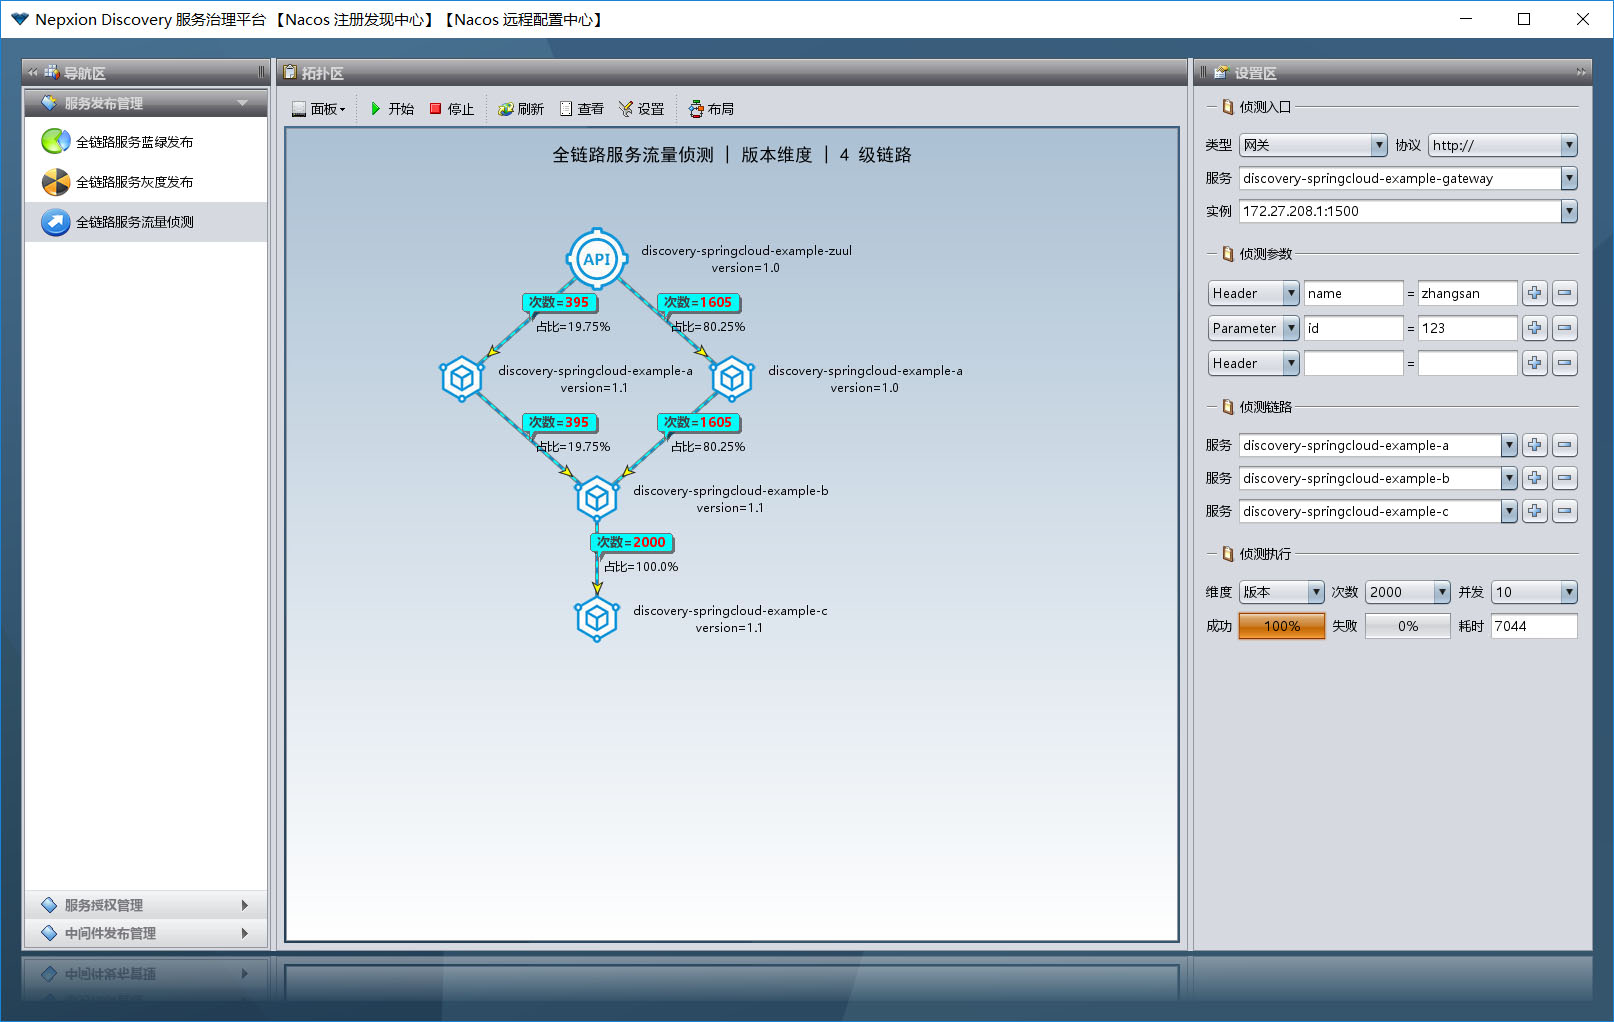 Nepxion Discovery 服务治理平台 【Nacos 注册发现中心】【Nacos 远程配置中心】
导航区
服务发布管理
全链路服务蓝绿发布
全链路服务灰度发布
全链路服务流量侦测
服务授权管理
中间件发布管理
拓扑区
面板 开始 停止 刷新 查看 设置 布局
全链路服务流量侦测 | 版本维度 | 4 级链路
API
discovery-springcloud-example-zuul
version=1.0
次数=395
占比=19.75%
次数=1605
占比=80.25%
discovery-springcloud-example-a
version=1.1
discovery-springcloud-example-a
version=1.0
次数=395
占比=19.75%
次数=1605
占比=80.25%
discovery-springcloud-example-b
version=1.1
次数=2000
占比=100.0%
discovery-springcloud-example-c
version=1.1
设置区
侦测入口
类型 网关 协议 http://
服务 discovery-springcloud-example-gateway
实例 172.27.208.1:1500
侦测参数
Header name = zhangsan
Parameter id = 123
Header =
侦测链路
服务 discovery-springcloud-example-a
服务 discovery-springcloud-example-b
服务 discovery-springcloud-example-c
侦测执行
维度 版本 次数 2000 并发 10
成功 100% 失败 0% 耗时 7044